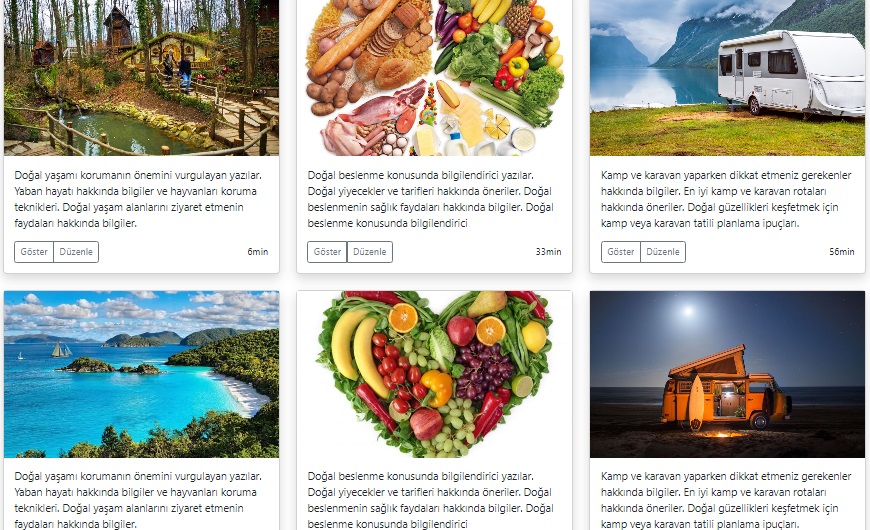 Doğal yaşamı korumanın önemini vurgulayan yazılar.
Yaban hayatı hakkında bilgiler ve hayvanları koruma
teknikleri. Doğal yaşam alanlarını ziyaret etmenin
faydaları hakkında bilgiler.
Göster Düzenle 6min
Doğal beslenme konusunda bilgilendirici yazılar.
Doğal yiyecekler ve tarifleri hakkında öneriler. Doğal
beslenmenin sağlık faydaları hakkında bilgiler. Doğal
beslenme konusunda bilgilendirici
Göster Düzenle 33min
Kamp ve karavan yaparken dikkat etmeniz gerekenler
hakkında bilgiler. En iyi kamp ve karavan rotaları
hakkında öneriler. Doğal güzellikleri keşfetmek için
kamp veya karavan tatili planlama ipuçları.
Göster Düzenle 56min
Doğal yaşamı korumanın önemini vurgulayan yazılar.
Yaban hayatı hakkında bilgiler ve hayvanları koruma
teknikleri. Doğal yaşam alanlarını ziyaret etmenin
faydaları hakkında bilgiler.
Doğal beslenme konusunda bilgilendirici yazılar.
Doğal yiyecekler ve tarifleri hakkında öneriler. Doğal
beslenmenin sağlık faydaları hakkında bilgiler. Doğal
beslenme konusunda bilgilendirici
Kamp ve karavan yaparken dikkat etmeniz gerekenler
hakkında bilgiler. En iyi kamp ve karavan rotaları
hakkında öneriler. Doğal güzellikleri keşfetmek için
kamp veya karavan tatili planlama ipuçları.